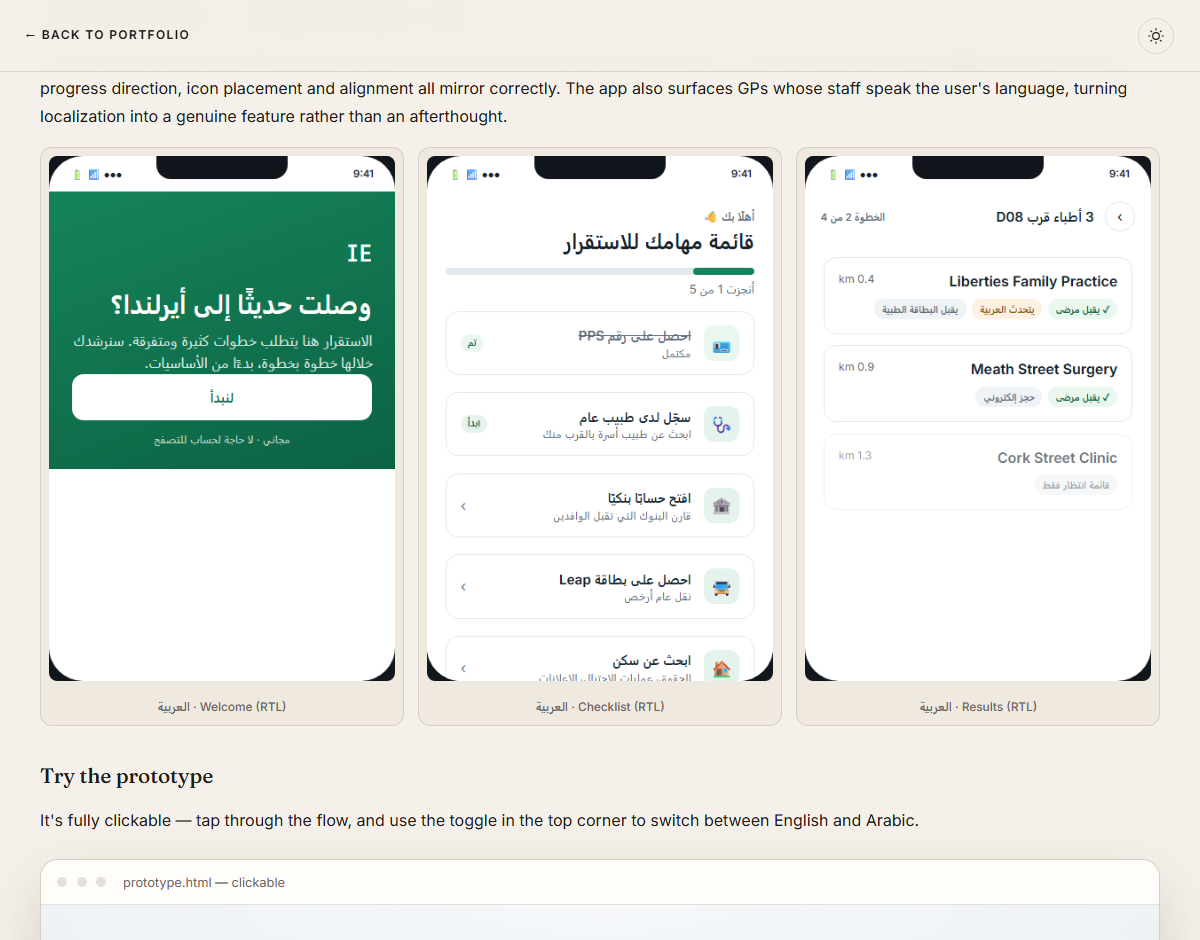 ← BACK TO PORTFOLIO
progress direction, icon placement and alignment all mirror correctly. The app also surfaces GPs whose staff speak the user's language, turning
localization into a genuine feature rather than an afterthought.
9:41
IE
وصلت حديثًا إلى أيرلندا؟
الاستقرار هنا يتطلب خطوات كثيرة ومتفرقة. سنرشدك
خلالها خطوة بخطوة، بدءًا من الأساسيات.
لنبدأ
مجاني · لا حاجة لحساب للتصفح
العربية · Welcome (RTL)
9:41
أهلًا بك
قائمة مهامك للاستقرار
أنجزت 1 من 5
احصل على رقم PPS
مكتمل
تم
سجّل لدى طبيب عام
ابحث عن طبيب أسرة بالقرب منك
ابدأ
افتح حسابًا بنكيًا
قارن البنوك التي تقبل الوافدين
احصل على بطاقة Leap
نقل عام أرخص
ابحث عن سكن
الحقوق، عمليات الاحتيال، الإعلانات
العربية · Checklist (RTL)
9:41
3 أطباء قرب D08
الخطوة 2 من 4
Liberties Family Practice
0.4 km
✓ يقبل مرضى
يتحدث العربية
يقبل البطاقة الطبية
Meath Street Surgery
0.9 km
✓ يقبل مرضى
حجز إلكتروني
Cork Street Clinic
1.3 km
قائمة انتظار فقط
العربية · Results (RTL)
Try the prototype
It's fully clickable — tap through the flow, and use the toggle in the top corner to switch between English and Arabic.
prototype.html — clickable